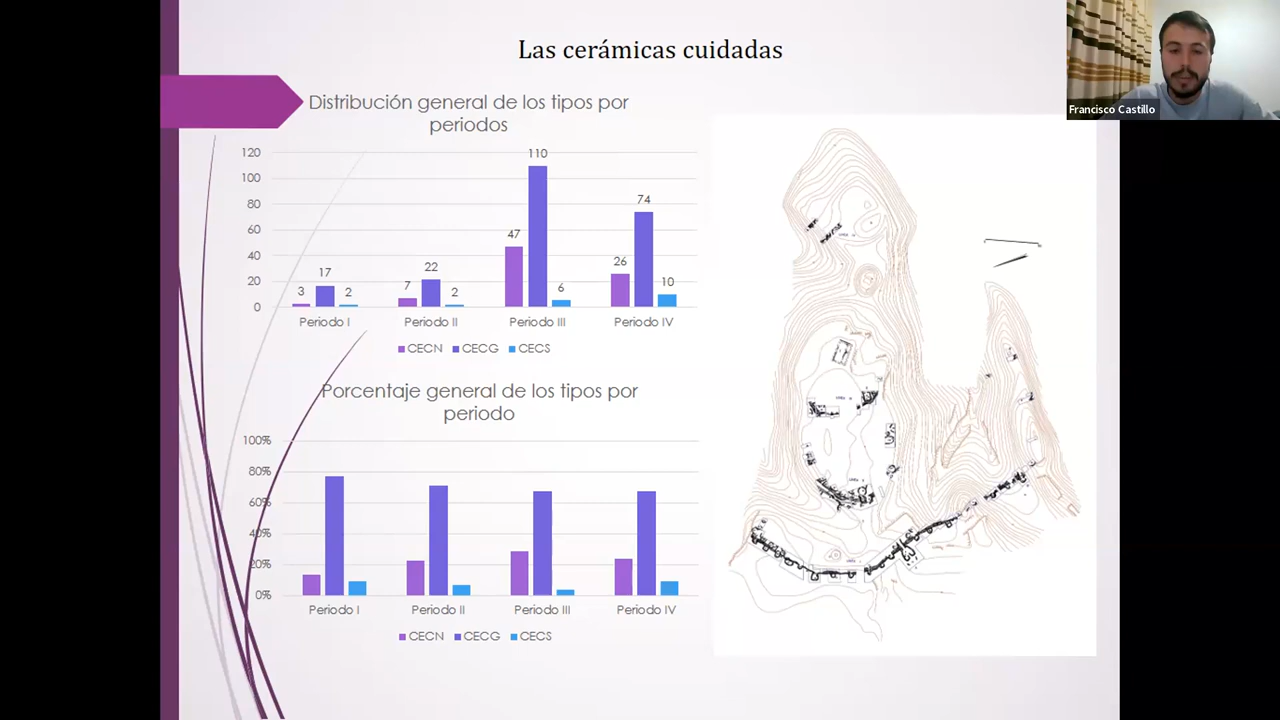 Las cerámicas cuidadas
Francisco Castillo
Distribución general de los tipos por
periodos
120
100
80
60
40
20
0
3
17
2
7
22
2
47
110
6
26
74
10
Periodo I
Periodo II
Periodo III
Periodo IV
CECN
CECG
CECS
Porcentaje general de los tipos por
periodo
100%
80%
60%
40%
20%
0%
Periodo I
Periodo II
Periodo III
Periodo IV
CECN
CECG
CECS